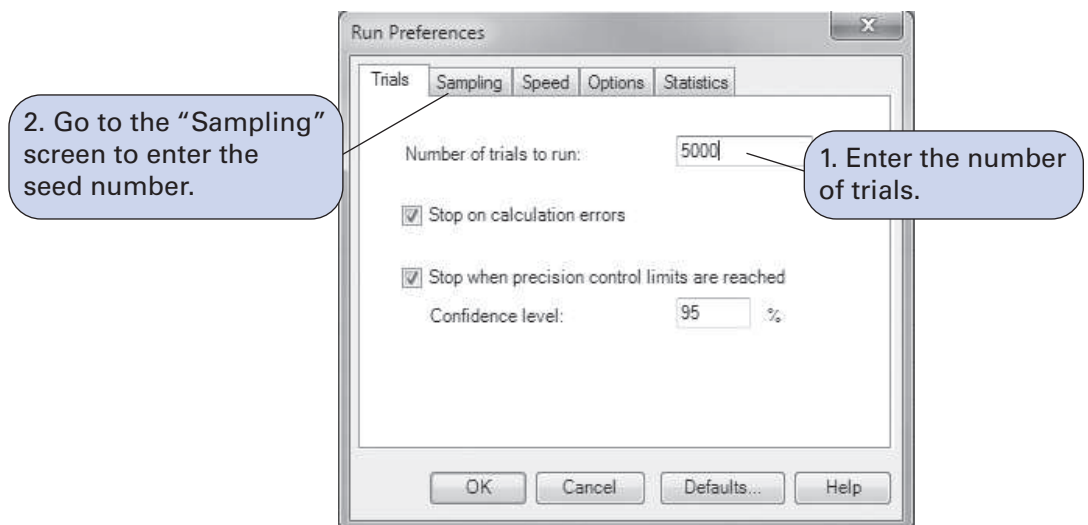 Run Preferences
X
Trials Sampling Speed Options Statistics
2. Go to the “Sampling”
screen to enter the
seed number.
Number of trials to run: 5000
1. Enter the number
of trials.
Stop on calculation errors
Stop when precision control limits are reached
Confidence level: 95 %
OK Cancel Defaults... Help